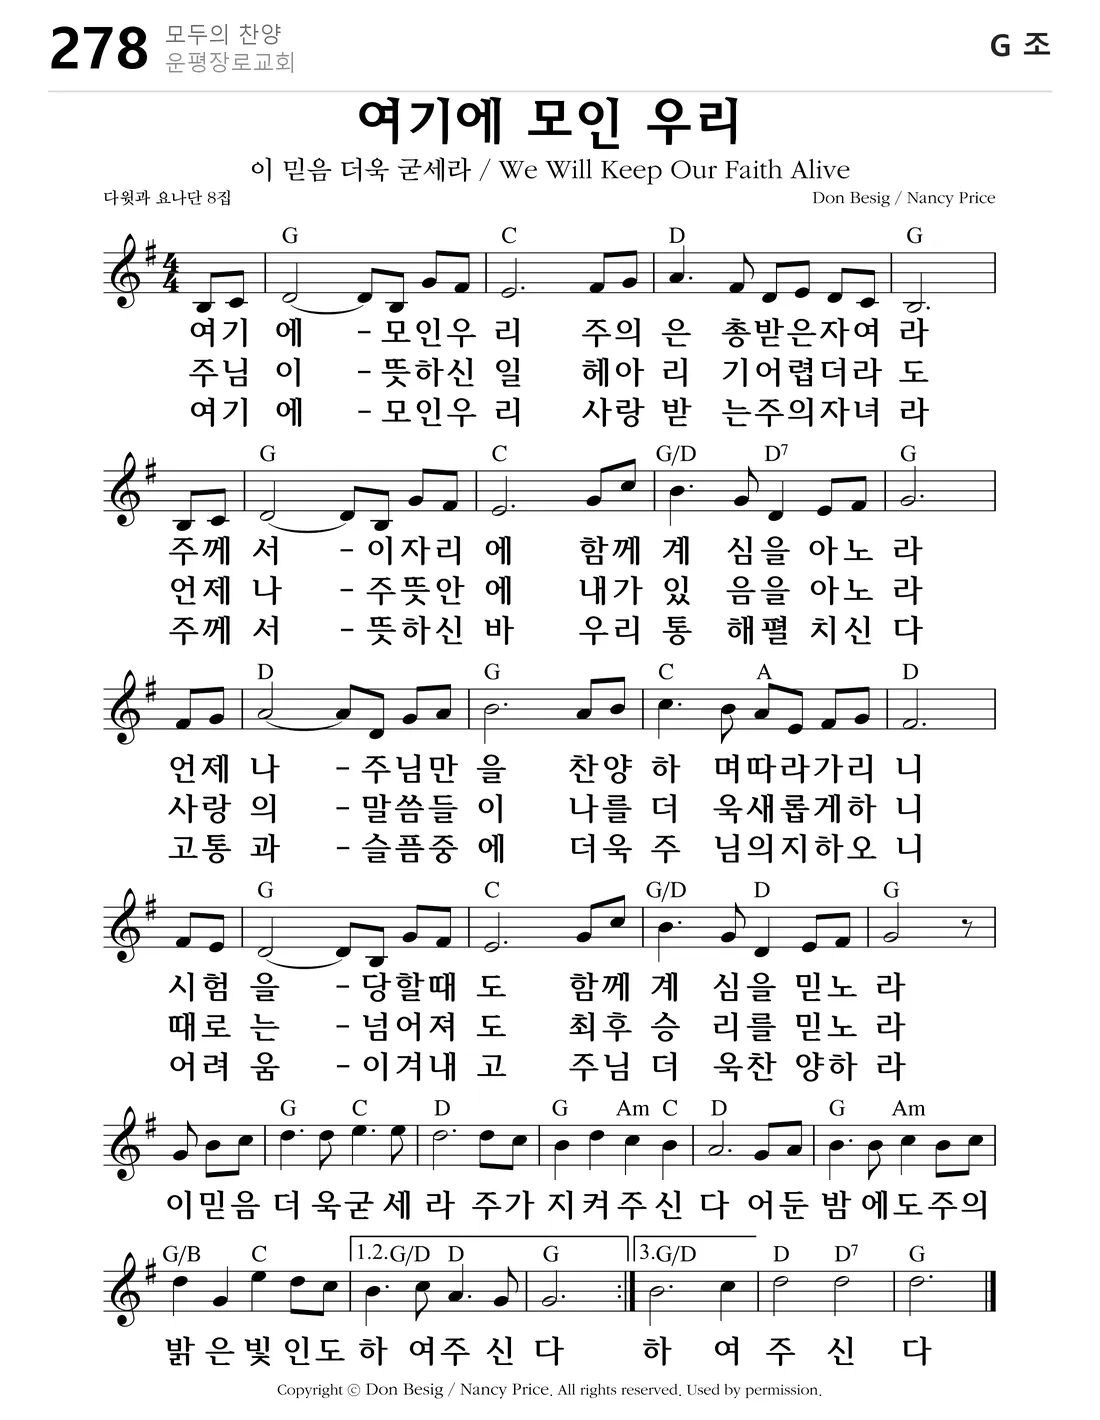 278 모두의 찬양
운평장로교회
G 조
여기에 모인 우리
이 믿음 더욱 굳세라 / We Will Keep Our Faith Alive
다윗과 요나단 8집
Don Besig / Nancy Price
G C D G
여기 에 - 모인우 리 주의 은 총받은자여 라
주님 이 - 뜻하신 일 헤아 리 기어렵더라 도
여기 에 - 모인우 리 사랑 받 는주의자녀 라
G C G/D D7 G
주께 서 - 이자리 에 함께 계 심을 아노 라
언제 나 - 주뜻안 에 내가 있 음을 아노 라
주께 서 - 뜻하신 바 우리 통 해펼 치신 다
D G C A D
언제 나 - 주님만 을 찬양 하 며따라가리 니
사랑 의 - 말씀들 이 나를 더 욱새롭게하 니
고통 과 - 슬픔중 에 더욱 주 님의지하오 니
G C G/D D G
시험 을 - 당할때 도 함께 계 심을 믿노 라
때로 는 - 넘어져 도 최후 승 리를 믿노 라
어려 움 - 이겨내 고 주님 더 욱찬 양하 라
G C D G Am C D G Am
이믿음 더 욱굳 세 라 주가 지켜주신 다 어둔 밤 에도주의
G/B C 1.2. G/D D G 3. G/D D D7 G
밝 은 빛 인도 하 여주 신 다 하 여 주 신 다
Copyright ⓒ Don Besig / Nancy Price. All rights reserved. Used by permission.